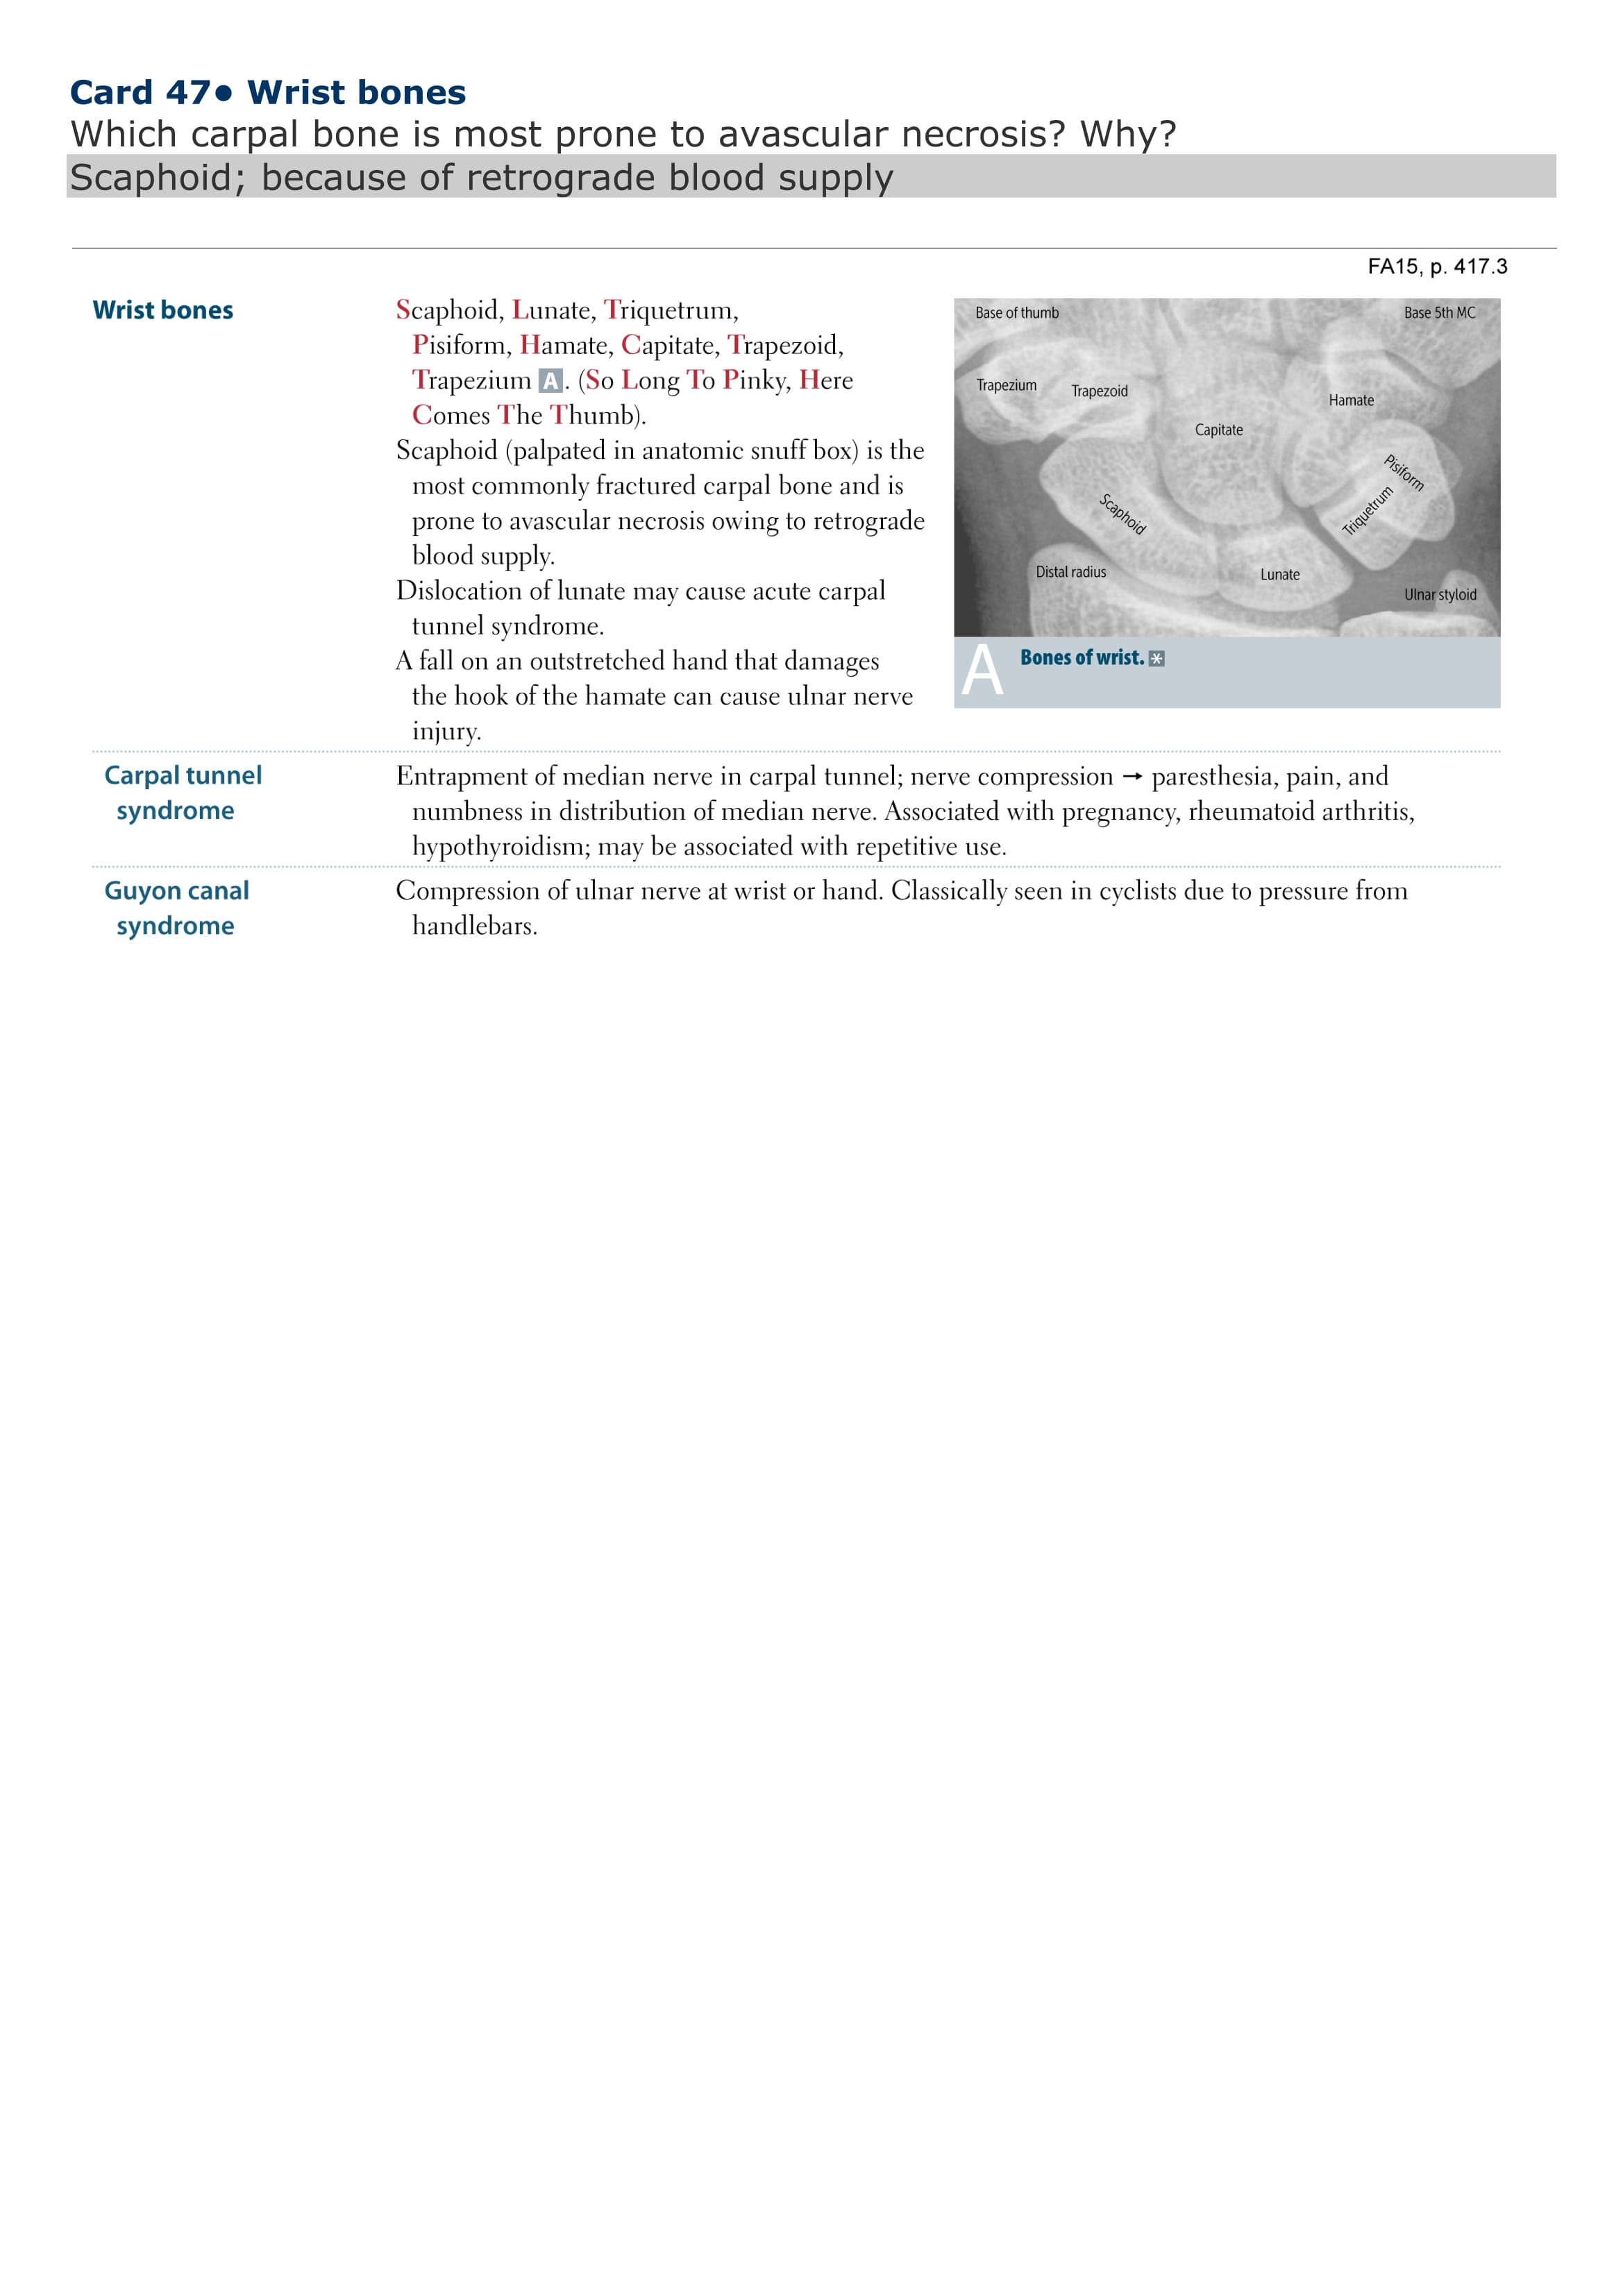 Card 47• Wrist bones
Which carpal bone is most prone to avascular necrosis? Why?
Scaphoid; because of retrograde blood supply
FA15, p. 417.3
Wrist bones
Scaphoid, Lunate, Triquetrum,
Pisiform, Hamate, Capitate, Trapezoid,
Trapezium A. (So Long To Pinky, Here
Comes The Thumb).
Scaphoid (palpated in anatomic snuff box) is the
most commonly fractured carpal bone and is
prone to avascular necrosis owing to retrograde
blood supply.
Dislocation of lunate may cause acute carpal
tunnel syndrome.
A fall on an outstretched hand that damages
the hook of the hamate can cause ulnar nerve
injury.
Base of thumb
Base 5th MC
Trapezium
Trapezoid
Hamate
Capitate
Pisiform
Triquetrum
Scaphoid
Distal radius
Lunate
Ulnar styloid
A Bones of wrist. *
Carpal tunnel
syndrome
Entrapment of median nerve in carpal tunnel; nerve compression → paresthesia, pain, and
numbness in distribution of median nerve. Associated with pregnancy, rheumatoid arthritis,
hypothyroidism; may be associated with repetitive use.
Guyon canal
syndrome
Compression of ulnar nerve at wrist or hand. Classically seen in cyclists due to pressure from
handlebars.